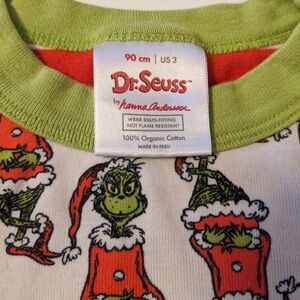 90 cm | US 3
Dr. Seuss™
by hanna andersson
WEAR SNUG-FITTING,
NOT FLAME RESISTANT
100% Organic Cotton
MADE IN PERU